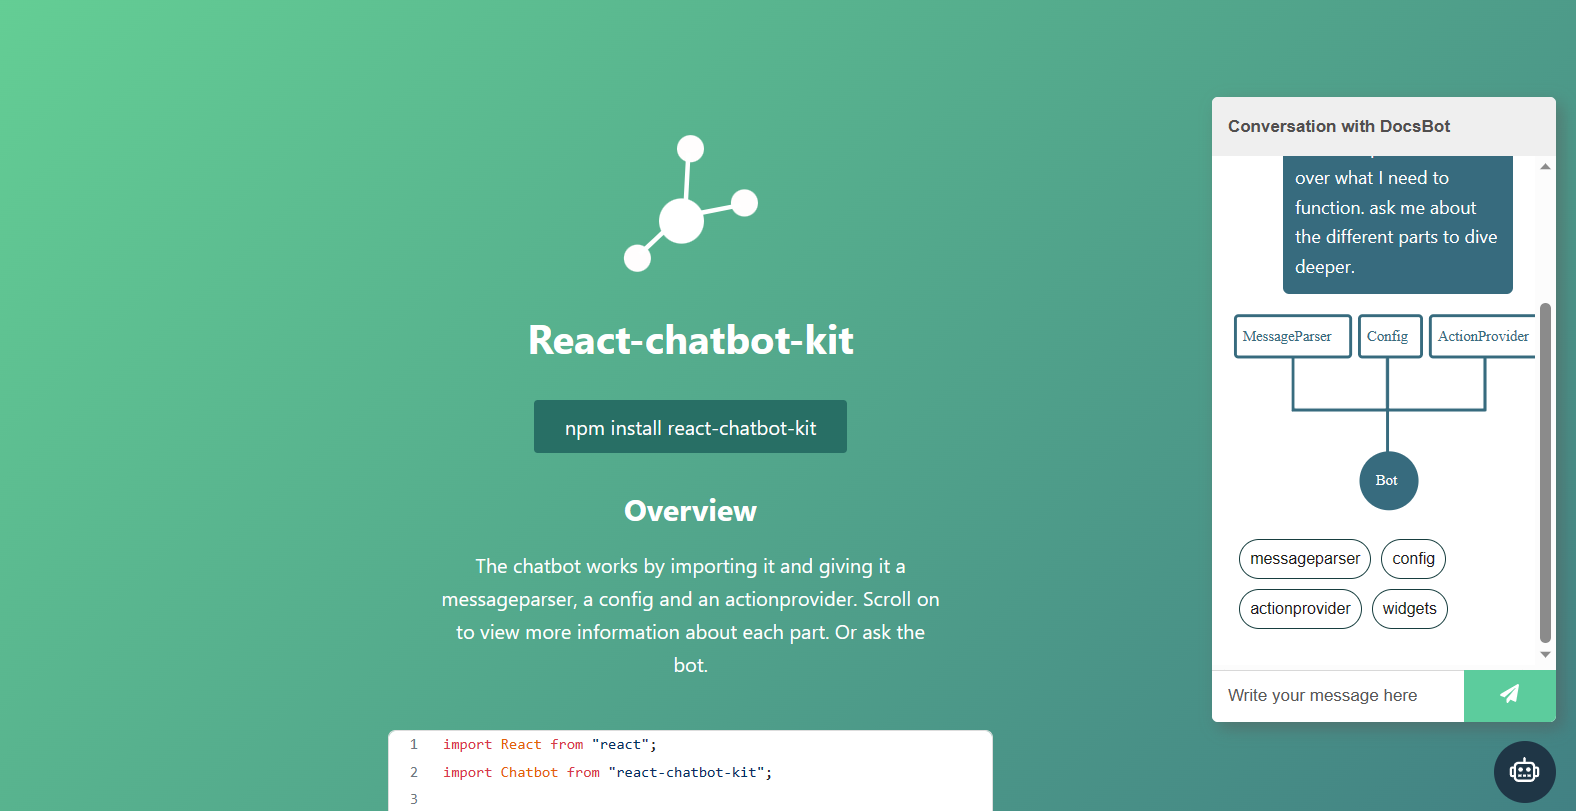 React-chatbot-kit
npm install react-chatbot-kit
Overview
The chatbot works by importing it and giving it a
messageparser, a config and an actionprovider. Scroll on
to view more information about each part. Or ask the
bot.
1 import React from "react";
2 import Chatbot from "react-chatbot-kit";
3
Conversation with DocsBot
over what I need to
function. ask me about
the different parts to dive
deeper.
MessageParser Config ActionProvider
Bot
messageparser config
actionprovider widgets
Write your message here